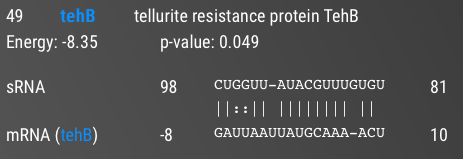 49 tehB tellurite resistance protein TehB
Energy: -8.35 p-value: 0.049
sRNA 98 CUGGUU-AUACGUUUGUGU 81
||::|| |||||||| ||
mRNA (tehB) -8 GAUUAAUUAUGCAAA-ACU 10